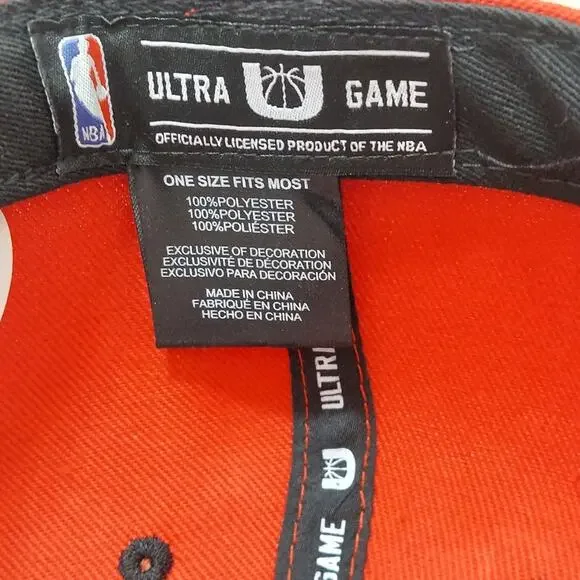 ULTRA GAME
NBA
OFFICIALLY LICENSED PRODUCT OF THE NBA
ONE SIZE FITS MOST
100%POLYESTER
100%POLYESTER
100%POLIÉSTER
EXCLUSIVE OF DECORATION
EXCLUSIVITÉ DE DÉCORATION
EXCLUSIVO PARA DECORACIÓN
MADE IN CHINA
FABRIQUÉ EN CHINA
HECHO EN CHINA
ULTRA
GAME